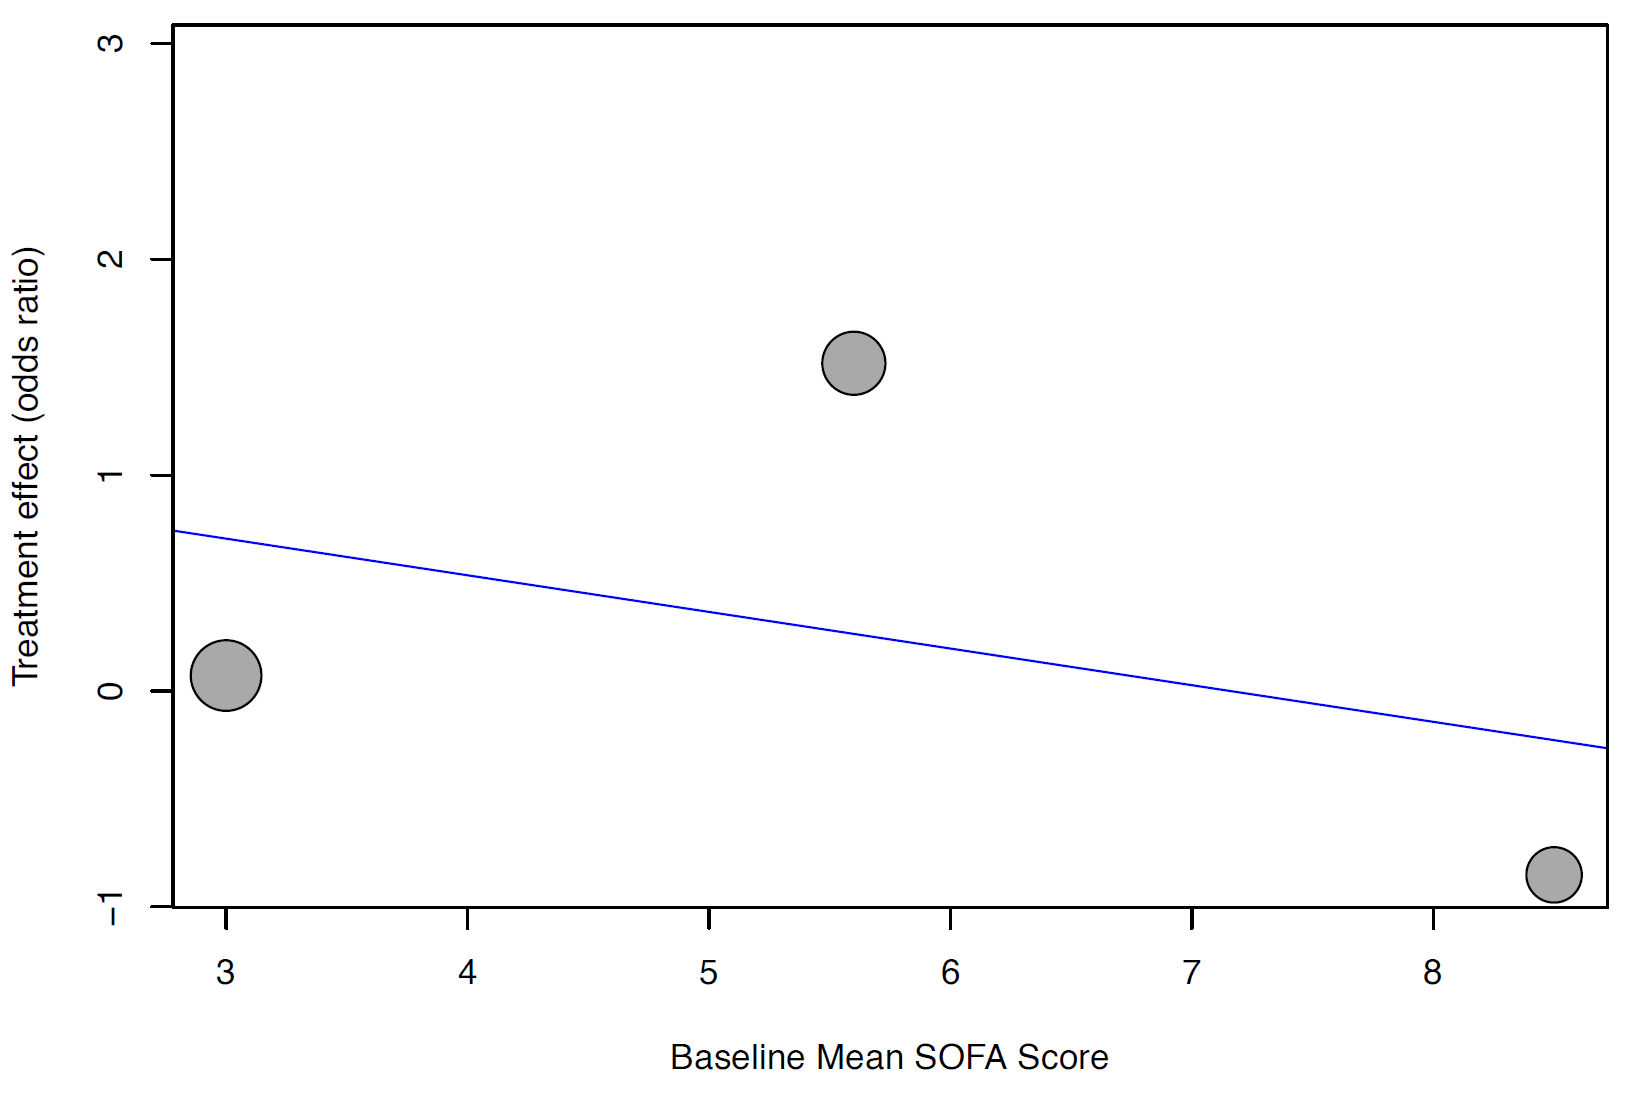 Treatment effect (odds ratio)
3
2
1
0
−1
3 4 5 6 7 8
Baseline Mean SOFA Score